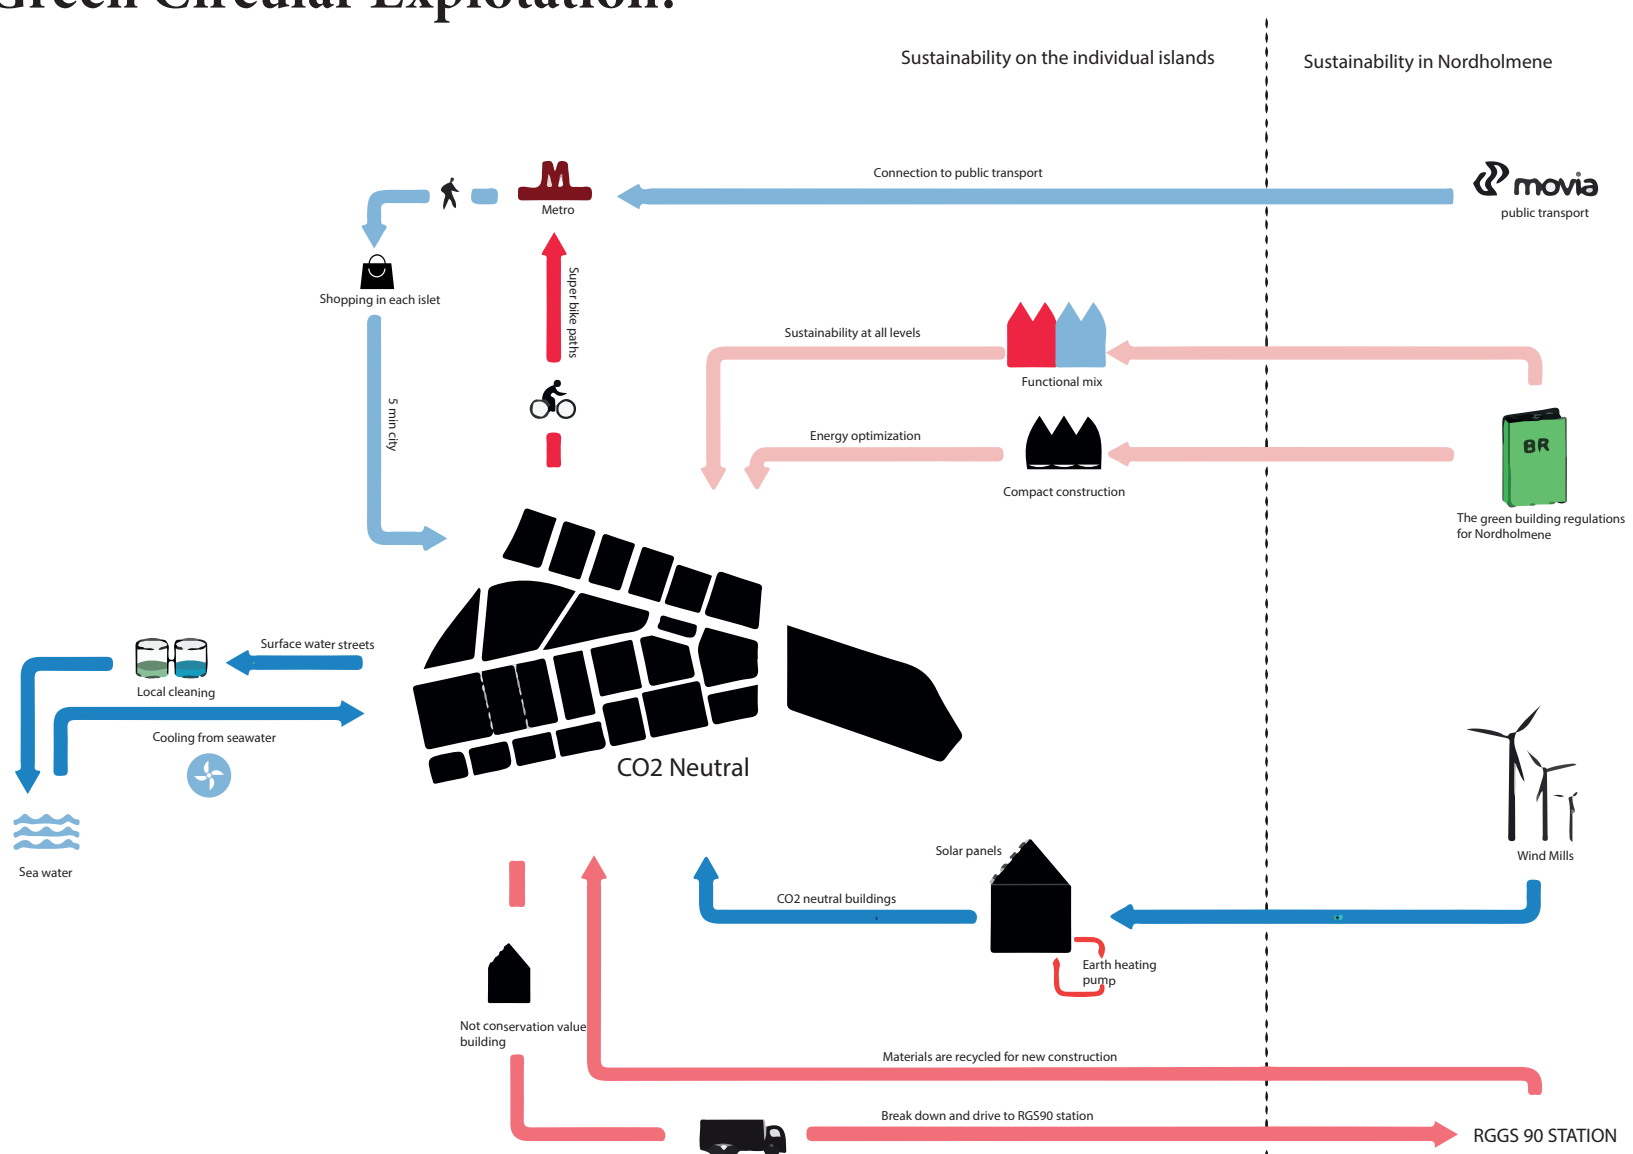 Green Circular Explotation.
Sustainability on the individual islands
Sustainability in Nordholmene
Connection to public transport
movia
public transport
M
Metro
Shopping in each islet
Super bike paths
5 min city
Sustainability at all levels
Functional mix
Energy optimization
Compact construction
BR
The green building regulations
for Nordholmene
Surface water streets
Local cleaning
Cooling from seawater
Sea water
CO2 Neutral
Wind Mills
Solar panels
CO2 neutral buildings
Earth heating
pump
Not conservation value
building
Materials are recycled for new construction
Break down and drive to RGS90 station
RGGS 90 STATION